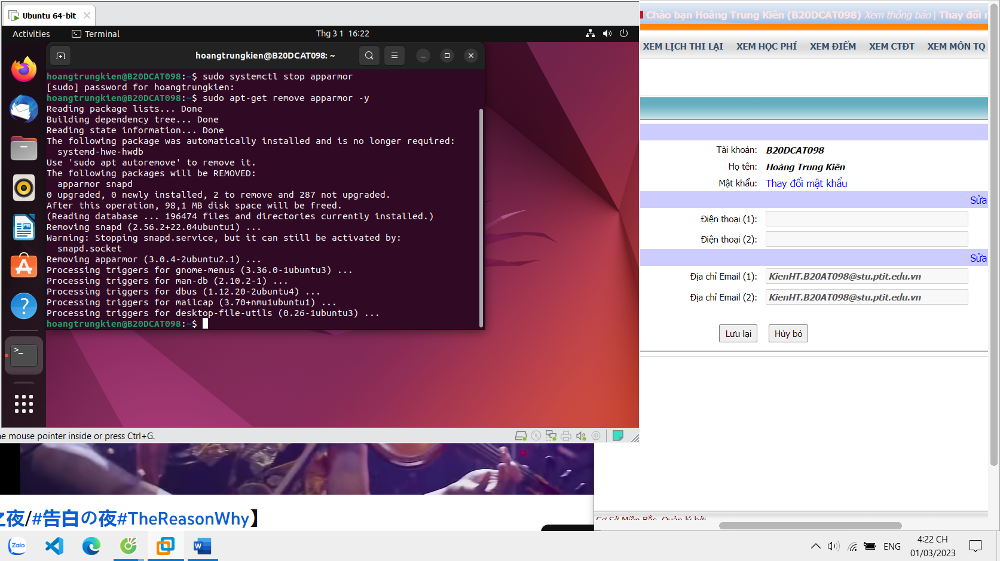 Ubuntu 64-bit
Activities
Terminal
Thg 3 1 16:22
hoangtrungkien@B20DCAT098: ~
hoangtrungkien@B20DCAT098:~$ sudo systemctl stop apparmor
[sudo] password for hoangtrungkien:
hoangtrungkien@B20DCAT098:~$ sudo apt-get remove apparmor -y
Reading package lists... Done
Building dependency tree... Done
Reading state information... Done
The following package was automatically installed and is no longer required:
systemd-hwe-hwdb
Use 'sudo apt autoremove' to remove it.
The following packages will be REMOVED:
apparmor snapd
0 upgraded, 0 newly installed, 2 to remove and 287 not upgraded.
After this operation, 98,1 MB disk space will be freed.
(Reading database ... 196474 files and directories currently installed.)
Removing snapd (2.56.2+22.04ubuntu1) ...
Warning: Stopping snapd.service, but it can still be activated by:
snapd.socket
Removing apparmor (3.0.4-2ubuntu2.1) ...
Processing triggers for gnome-menus (3.36.0-1ubuntu3) ...
Processing triggers for man-db (2.10.2-1) ...
Processing triggers for dbus (1.12.20-2ubuntu4) ...
Processing triggers for mailcap (3.70+nmu1ubuntu1) ...
Processing triggers for desktop-file-utils (0.26-1ubuntu3) ...
hoangtrungkien@B20DCAT098:~$
mouse pointer inside or press Ctrl+G.
Chào bạn Hoàng Trung Kiên (B20DCAT098) Xem thông báo | Thay đổi
XEM LỊCH THI LẠI XEM HỌC PHÍ XEM ĐIỂM XEM CTĐT XEM MÔN TQ
Tài khoản: B20DCAT098
Họ tên: Hoàng Trung Kiên
Mật khẩu: Thay đổi mật khẩu
Sửa
Điện thoại (1):
Điện thoại (2):
Sửa
Địa chỉ Email (1): KienHT.B20AT098@stu.ptit.edu.vn
Địa chỉ Email (2): KienHT.B20AT098@stu.ptit.edu.vn
Lưu lại Hủy bỏ
Cơ Sở Miền Bắc. Quản lý bởi
之夜/#告白の夜#TheReasonWhy】
Zalo
W
ENG
4:22 CH
01/03/2023